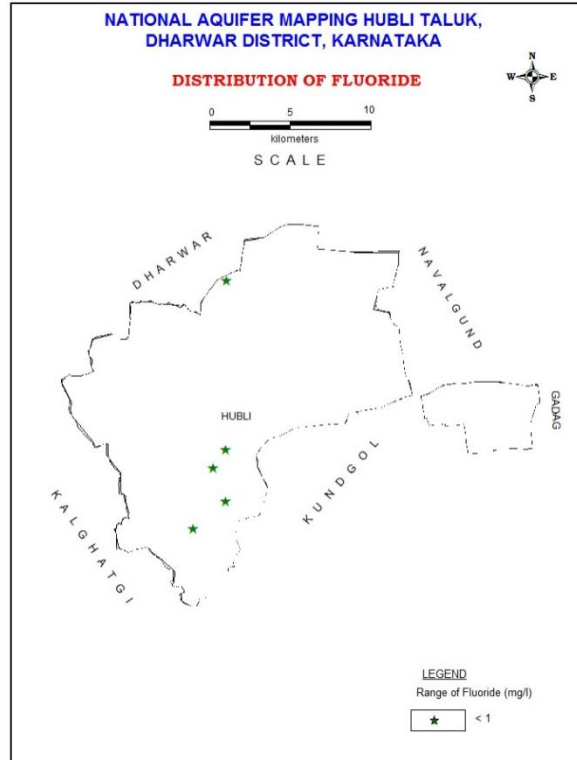 NATIONAL AQUIFER MAPPING HUBLI TALUK,
DHARWAR DISTRICT, KARNATAKA
DISTRIBUTION OF FLUORIDE
N
W E
S
0 5 10
kilometers
SCALE
DHARWAR
NAVALGUND
GADAG
HUBLI
KUNDGOL
KALGHATGI
LEGEND
Range of Fluoride (mg/l)
< 1